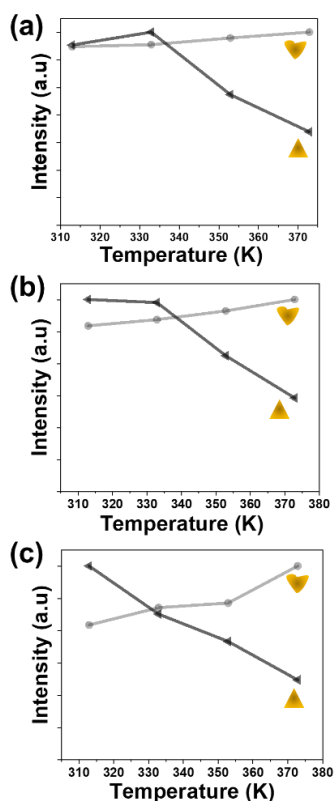 (a)
Intensity (a.u)
310 320 330 340 350 360 370
Temperature (K)
(b)
Intensity (a.u)
310 320 330 340 350 360 370 380
Temperature (K)
(c)
Intensity (a.u)
310 320 330 340 350 360 370 380
Temperature (K)